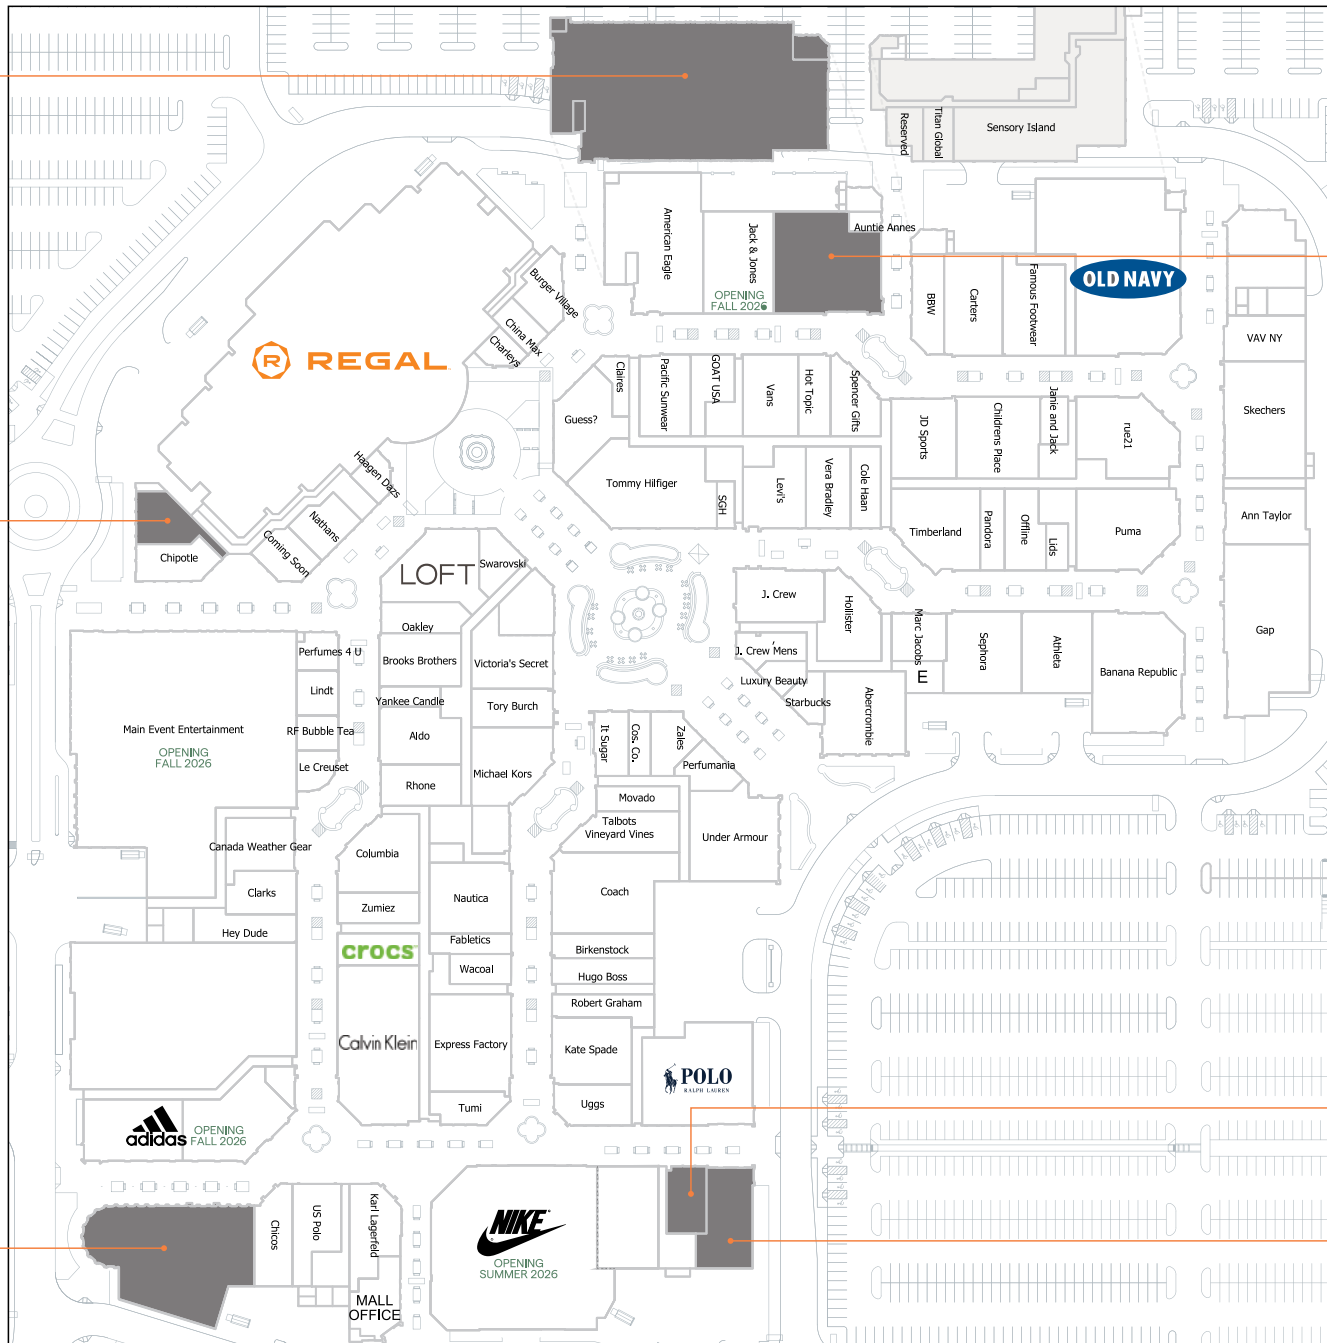 Reserved
Titan Global
Sensory Island
American Eagle
Jack & Jones
OPENING
FALL 2026
Auntie Annes
BBW
Carters
Famous Footwear
OLD NAVY
VAV NY
Skechers
Ann Taylor
Gap
Burger Village
China Max
Charleys
R REGAL
Claires
Guess?
Pacific Sunwear
GOAT USA
Vans
Hot Topic
Spencer Gifts
JD Sports
Childrens Place
Janie and Jack
rue21
Tommy Hilfiger
SGH
Levi's
Vera Bradley
Cole Haan
Timberland
Pandora
Offline
Lids
Puma
Haagen Dazs
Nathans
Coming Soon
Chipotle
LOFT
Swarovski
Oakley
Brooks Brothers
Victoria's Secret
Yankee Candle
Tory Burch
Aldo
Michael Kors
Rhone
J. Crew
Hollister
J. Crew Mens
Luxury Beauty
Starbucks
Abercrombie
Marc Jacobs
E
Sephora
Athleta
Banana Republic
Perfumes 4 U
Lindt
RF Bubble Tea
Le Creuset
Main Event Entertainment
OPENING
FALL 2026
It Sugar
Cos. Co.
Zales
Perfumania
Movado
Talbots
Vineyard Vines
Under Armour
Canada Weather Gear
Clarks
Hey Dude
Columbia
Zumiez
crocs
Calvin Klein
Nautica
Fabletics
Wacoal
Express Factory
Tumi
Coach
Birkenstock
Hugo Boss
Robert Graham
Kate Spade
Uggs
POLO
RALPH LAUREN
adidas
OPENING
FALL 2026
Chicos
US Polo
Karl Lagerfeld
MALL
OFFICE
NIKE
OPENING
SUMMER 2026